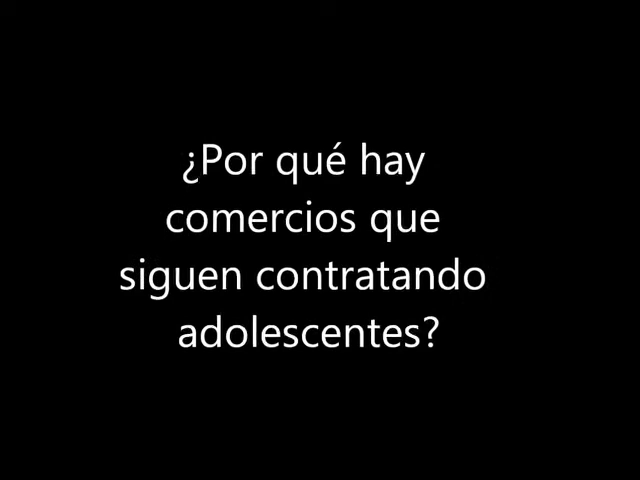 ¿Por qué hay
comercios que
siguen contratando
adolescentes?